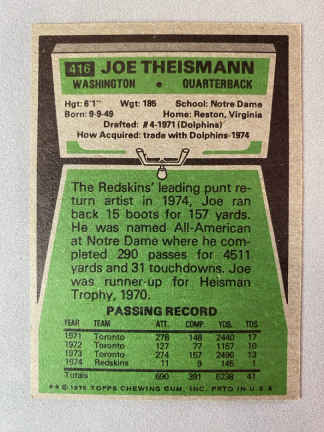 416 JOE THEISMANN
WASHINGTON • QUARTERBACK
Hgt: 6'1" Wgt: 185 School: Notre Dame
Born: 9-9-49 Home: Reston, Virginia
Drafted: #4-1971 (Dolphins)
How Acquired: trade with Dolphins-1974
The Redskins' leading punt re-
turn artist in 1974, Joe ran
back 15 boots for 157 yards.
He was named All-American
at Notre Dame where he com-
pleted 290 passes for 4511
yards and 31 touchdowns. Joe
was runner-up for Heisman
Trophy, 1970.
PASSING RECORD
YEAR TEAM ATT. COMP. YDS. TDS
1971 Toronto 278 148 2440 17
1972 Toronto 127 77 1157 10
1973 Toronto 274 157 2496 13
1974 Redskins 11 9 145 1
Totals 690 391 6238 41
© 1975 TOPPS CHEWING GUM, INC. PRTD IN U.S.A.